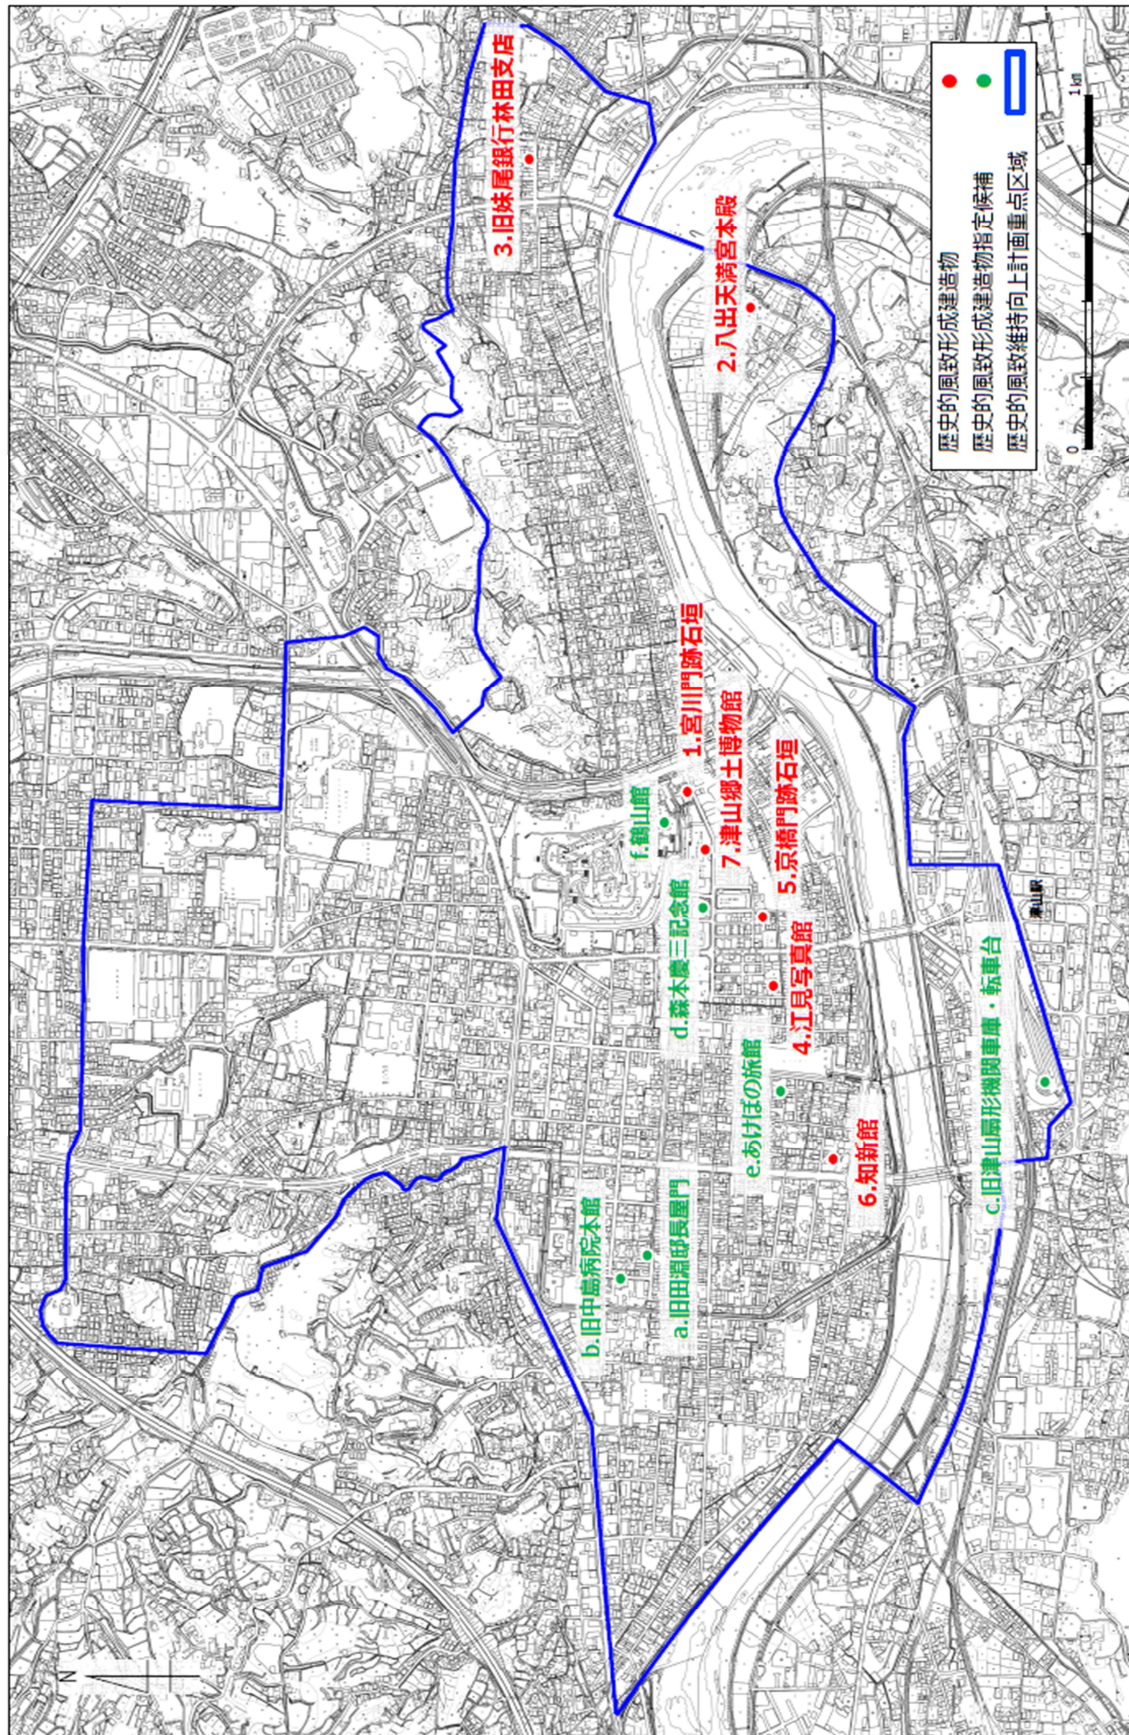 N
b.旧中島病院本館
a.旧田淵邸長屋門
e.あけぼの旅館
6.知新館
c.旧津山扇形機関車庫・転車台
d.森本慶三記念館
f.鶴山館
1.宮川門跡石垣
7.津山郷土博物館
5.京橋門跡石垣
4.江見写真館
津山駅
3.旧妹尾銀行林田支店
2.八出天満宮本殿
歴史的風致形成建造物
歴史的風致形成建造物指定候補
歴史的風致維持向上計画重点区域
0 1km